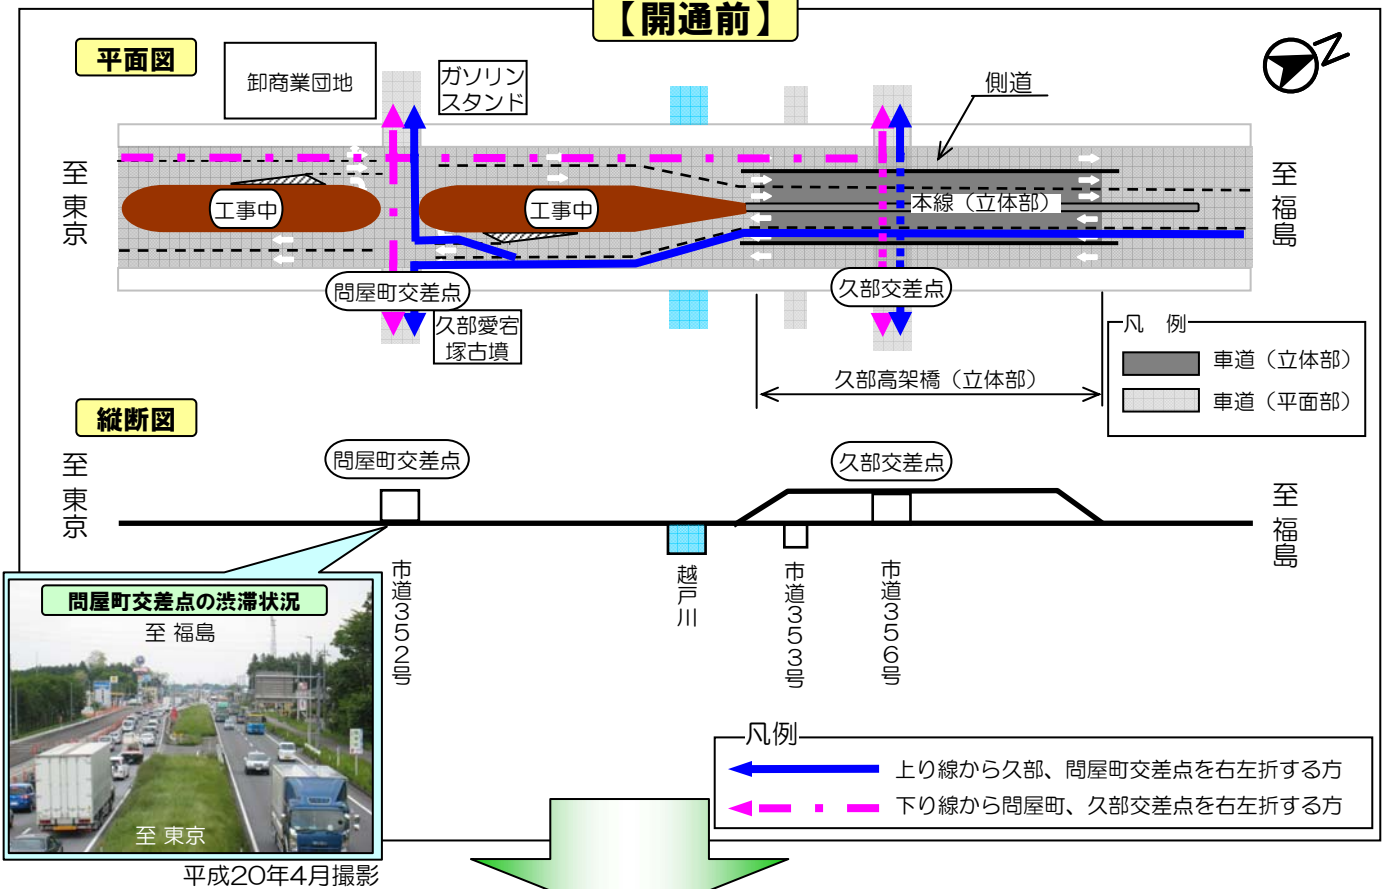 【開通前】
平面図
卸商業団地
ガソリン
スタンド
側道
N
至 東京
工事中
工事中
本線（立体部）
至 福島
問屋町交差点
久部交差点
久部愛宕
塚古墳
久部高架橋（立体部）
凡　例
車道（立体部）
車道（平面部）
縦断図
問屋町交差点
久部交差点
至 東京
至 福島
市道３５２号
越戸川
市道３５３号
市道３５６号
問屋町交差点の渋滞状況
至 福島
至 東京
平成20年4月撮影
凡例
上り線から久部、問屋町交差点を右左折する方
下り線から問屋町、久部交差点を右左折する方